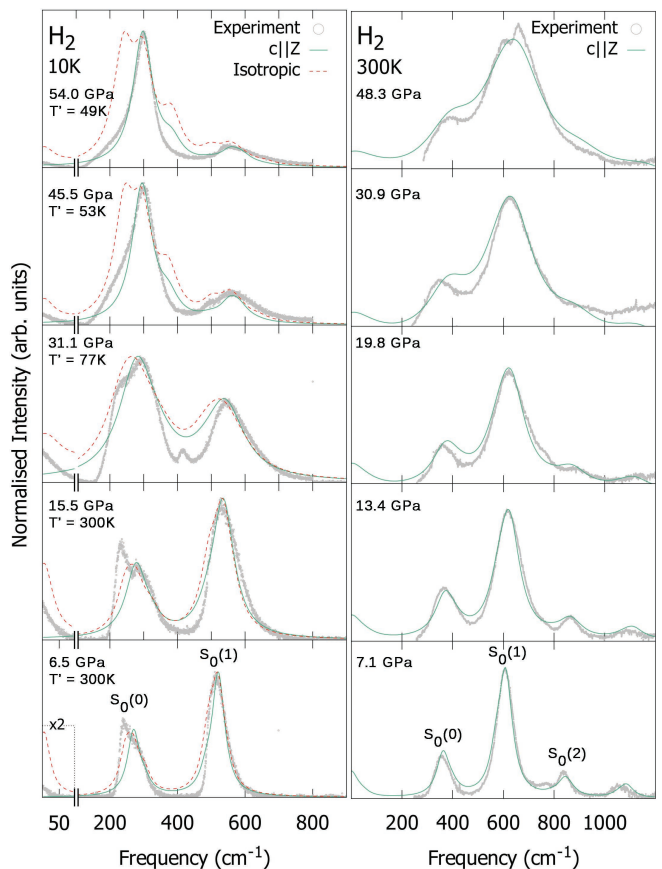 H2
10K
Experiment
c||Z
Isotropic
54.0 GPa
T' = 49K
45.5 Gpa
T' = 53K
31.1 GPa
T' = 77K
15.5 GPa
T' = 300K
6.5 GPa
T' = 300K
x2
S0(0)
S0(1)
50 200 400 600 800
Frequency (cm-1)
Normalised Intensity (arb. units)
H2
300K
Experiment
c||Z
48.3 GPa
30.9 GPa
19.8 GPa
13.4 GPa
7.1 GPa
S0(0)
S0(1)
S0(2)
200 400 600 800 1000
Frequency (cm-1)